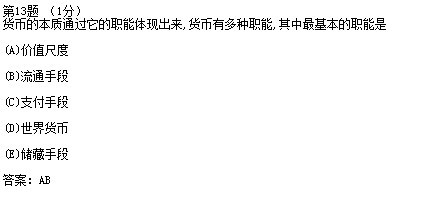 第13题 （1分）
货币的本质通过它的职能体现出来,货币有多种职能,其中最基本的职能是
(A)价值尺度
(B)流通手段
(C)支付手段
(D)世界货币
(E)储藏手段
答案：AB